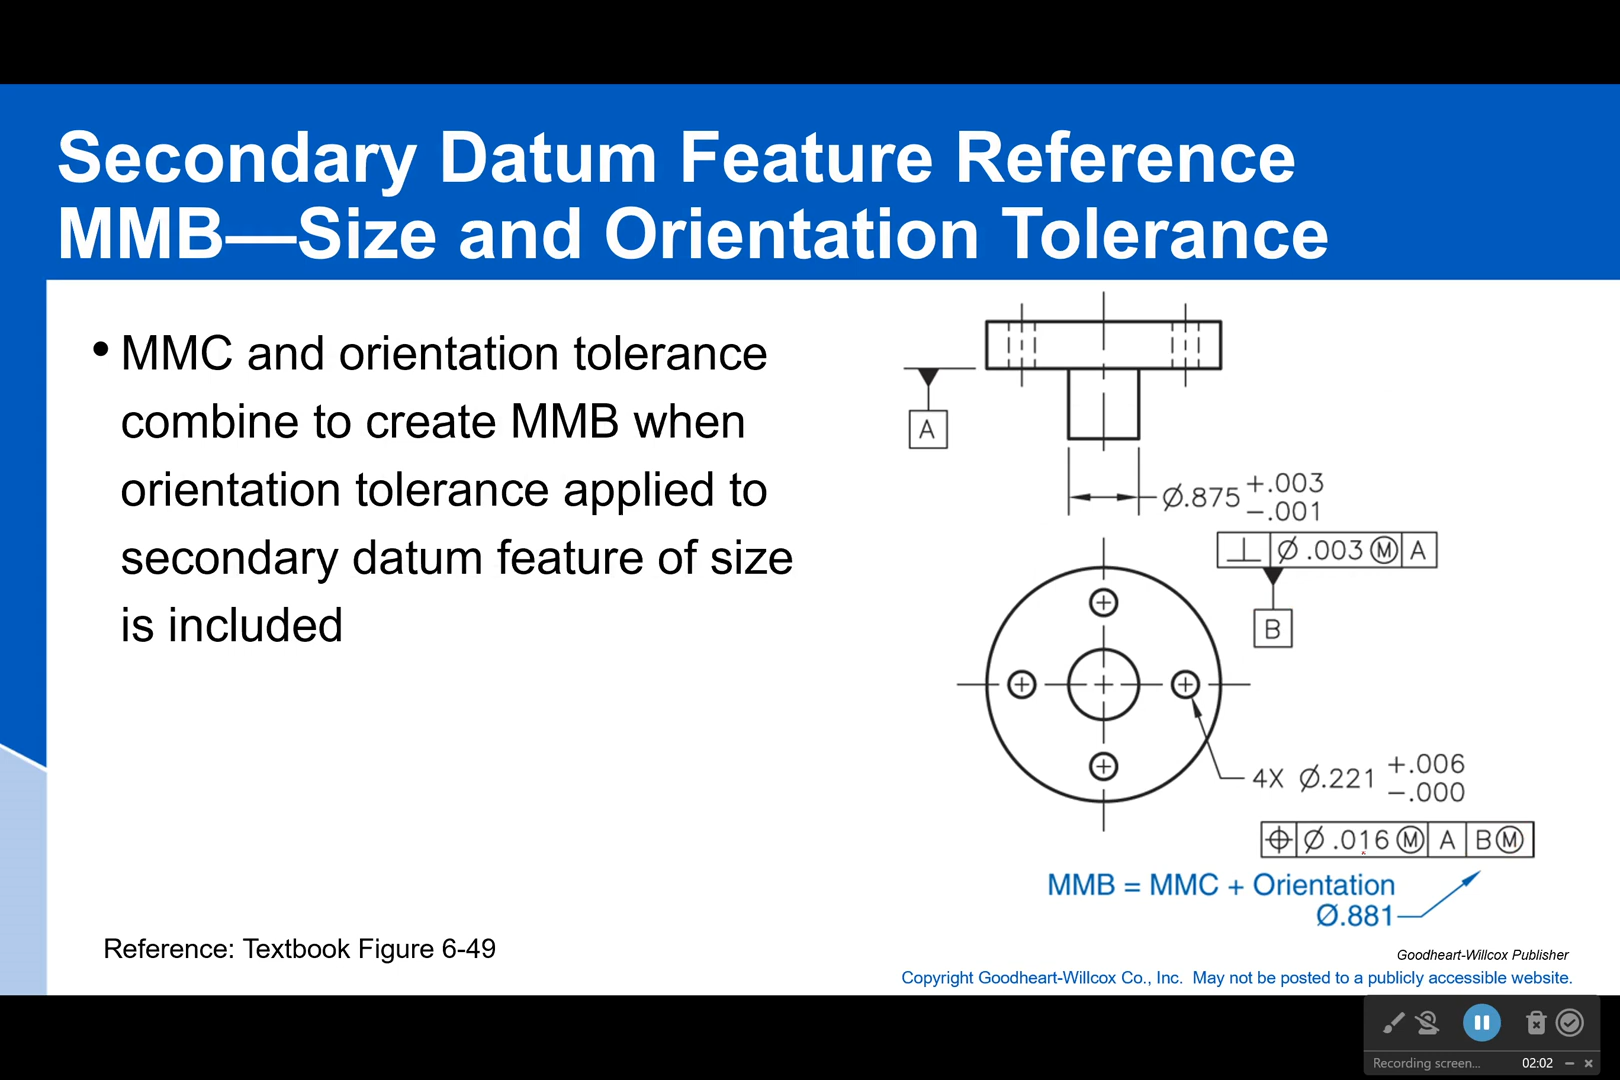 Secondary Datum Feature Reference
MMB—Size and Orientation Tolerance
• MMC and orientation tolerance
combine to create MMB when
orientation tolerance applied to
secondary datum feature of size
is included
A
Ø.875 +.003
-.001
⊥ Ø .003 Ⓜ A
B
4X Ø.221 +.006
-.000
⌖ Ø .016 Ⓜ A B Ⓜ
MMB = MMC + Orientation
Ø.881
Reference: Textbook Figure 6-49
Goodheart-Willcox Publisher
Copyright Goodheart-Willcox Co., Inc. May not be posted to a publicly accessible website.
Recording screen... 02:02